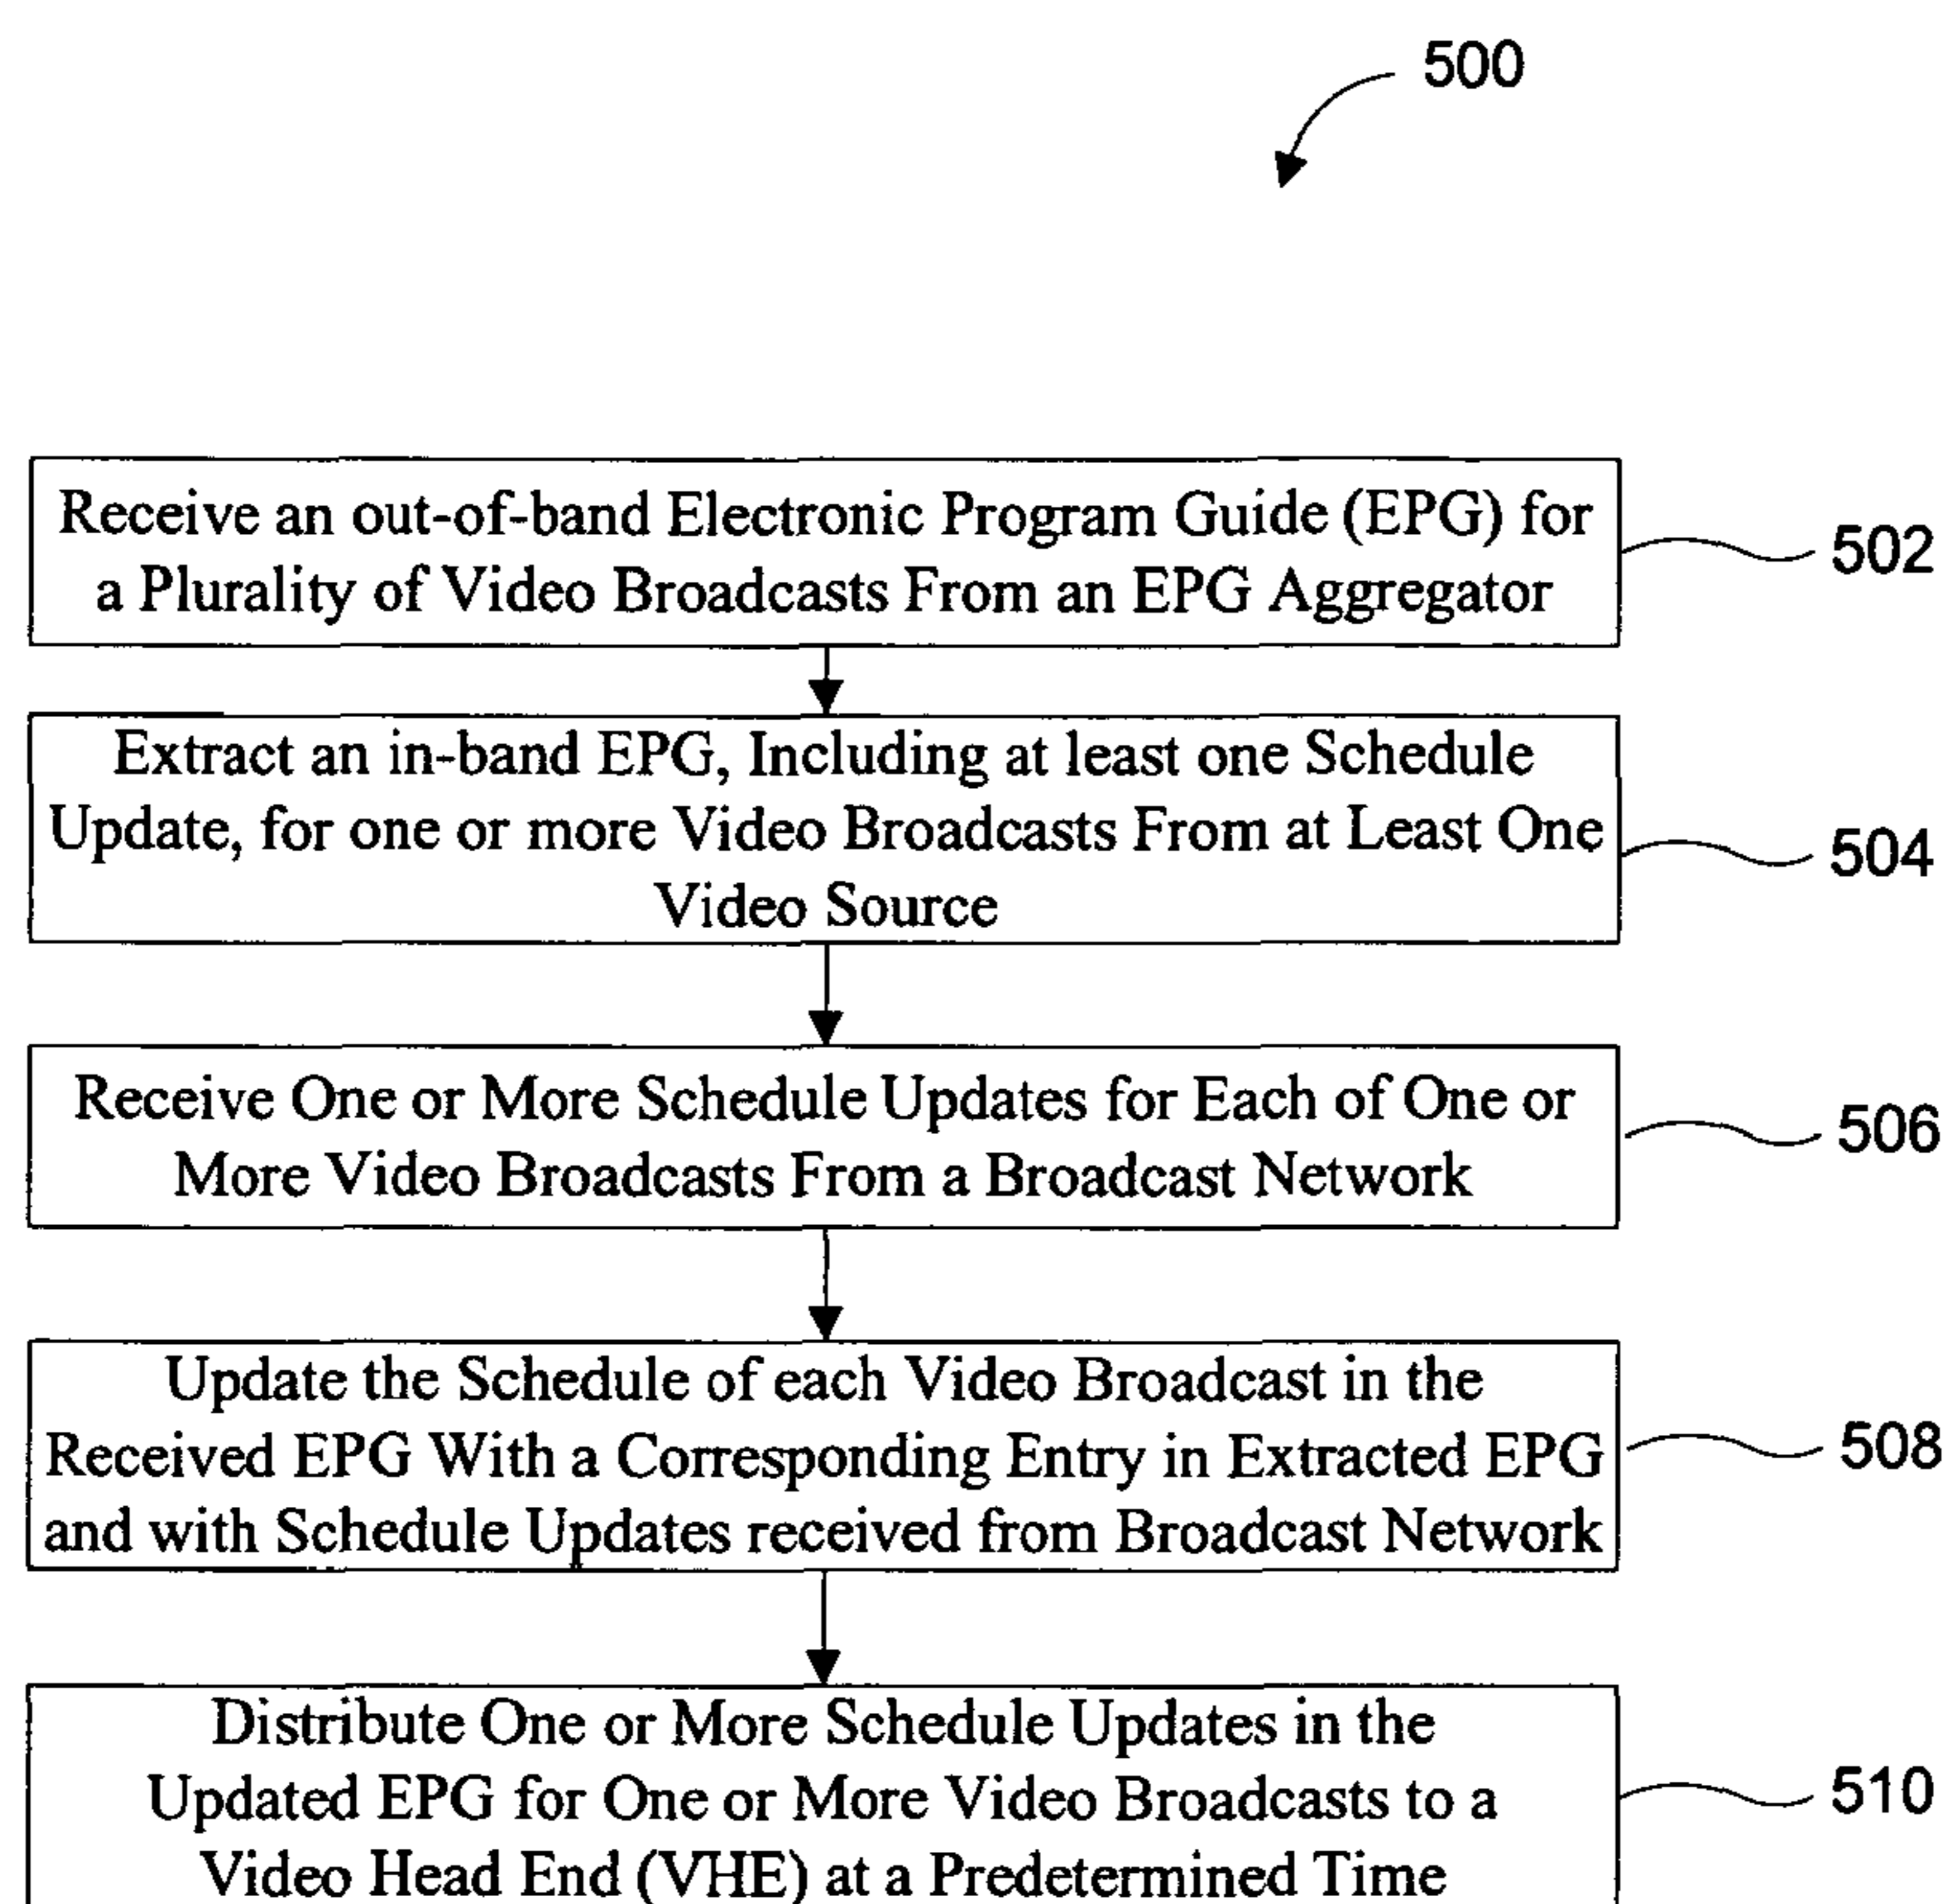 500
Receive an out-of-band Electronic Program Guide (EPG) for
a Plurality of Video Broadcasts From an EPG Aggregator
502
Extract an in-band EPG, Including at least one Schedule
Update, for one or more Video Broadcasts From at Least One
Video Source
504
Receive One or More Schedule Updates for Each of One or
More Video Broadcasts From a Broadcast Network
506
Update the Schedule of each Video Broadcast in the
Received EPG With a Corresponding Entry in Extracted EPG
and with Schedule Updates received from Broadcast Network
508
Distribute One or More Schedule Updates in the
Updated EPG for One or More Video Broadcasts to a
Video Head End (VHE) at a Predetermined Time
510